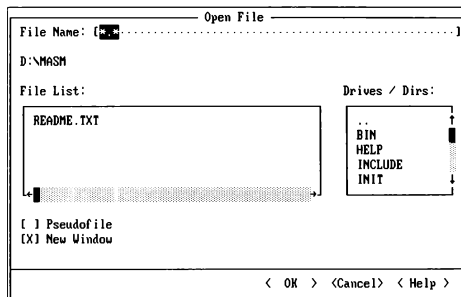 Open File
File Name: [*.*··············································]
D:\MASM
File List:
Drives / Dirs:
README.TXT
..
BIN
HELP
INCLUDE
INIT
[ ] Pseudofile
[X] New Window
< OK > <Cancel> < Help >